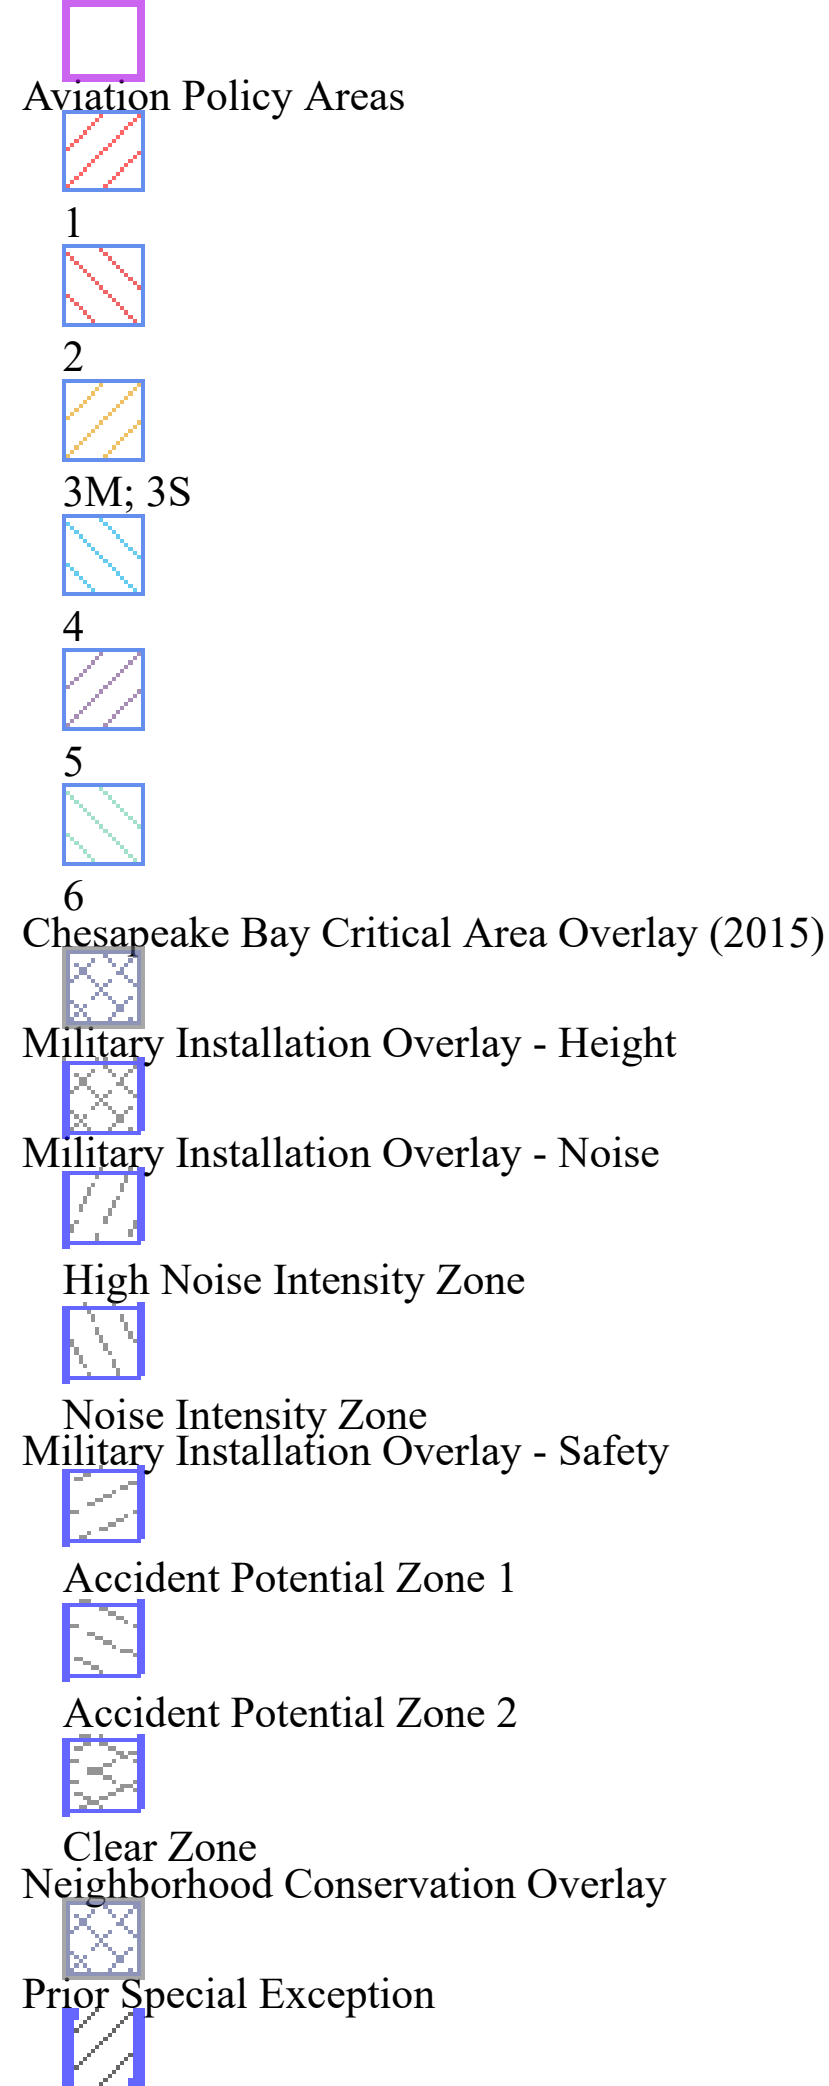 Aviation Policy Areas
1
2
3M; 3S
4
5
6
Chesapeake Bay Critical Area Overlay (2015)
Military Installation Overlay - Height
Military Installation Overlay - Noise
High Noise Intensity Zone
Noise Intensity Zone
Military Installation Overlay - Safety
Accident Potential Zone 1
Accident Potential Zone 2
Clear Zone
Neighborhood Conservation Overlay
Prior Special Exception